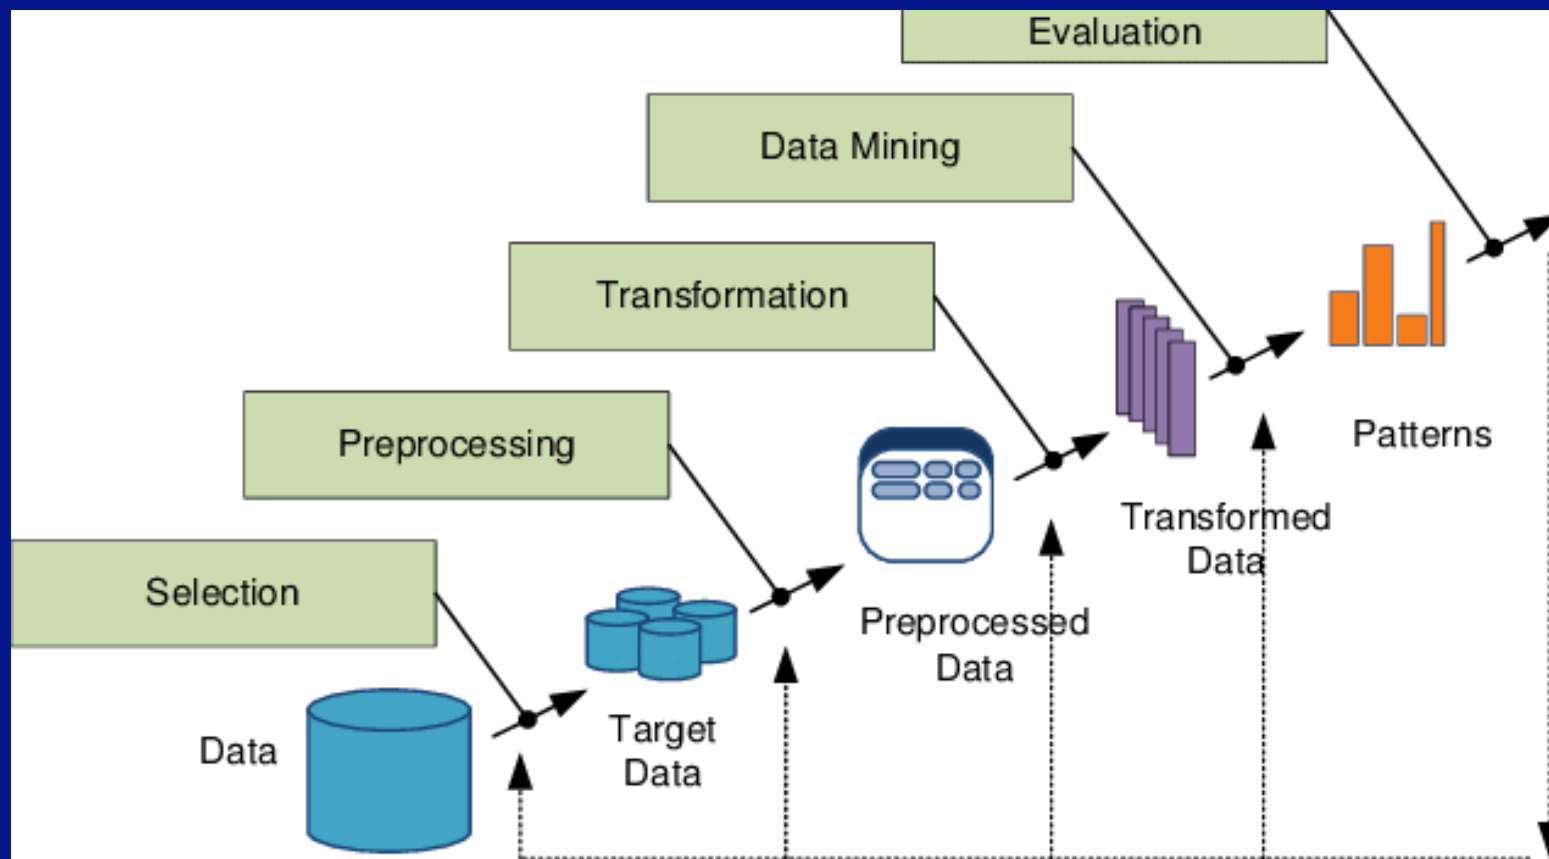 Evaluation
Data Mining
Transformation
Preprocessing
Selection
Data
Target
Data
Preprocessed
Data
Transformed
Data
Patterns